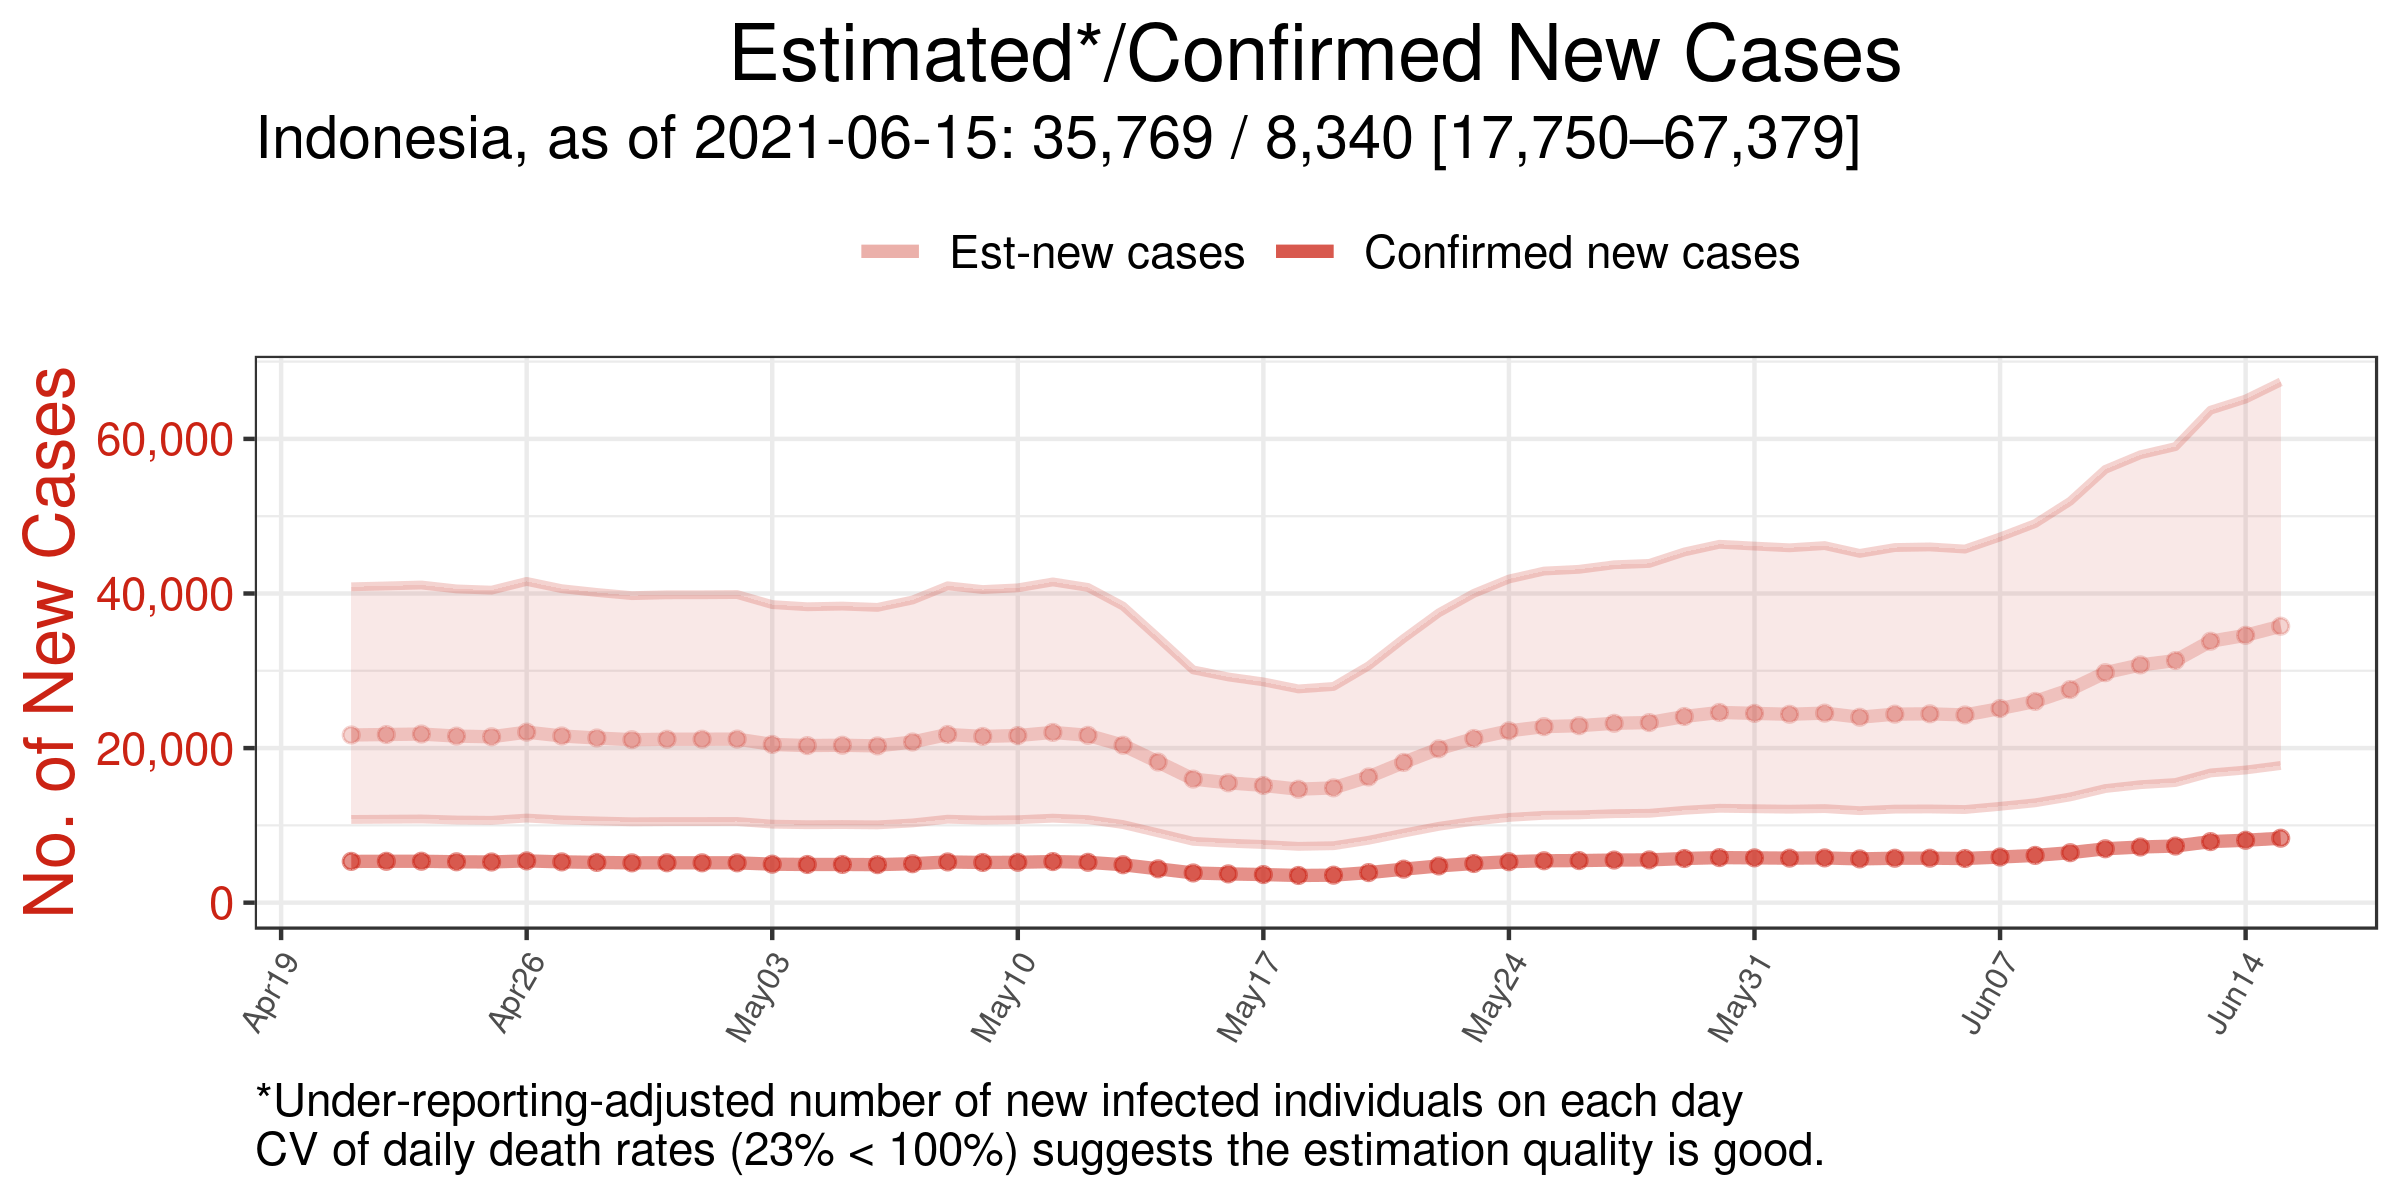 Estimated*/Confirmed New Cases
Indonesia, as of 2021-06-15: 35,769 / 8,340 [17,750–67,379]
Est-new cases
Confirmed new cases
No. of New Cases
60,000
40,000
20,000
0
Apr19
Apr26
May03
May10
May17
May24
May31
Jun07
Jun14
*Under-reporting-adjusted number of new infected individuals on each day
CV of daily death rates (23% < 100%) suggests the estimation quality is good.